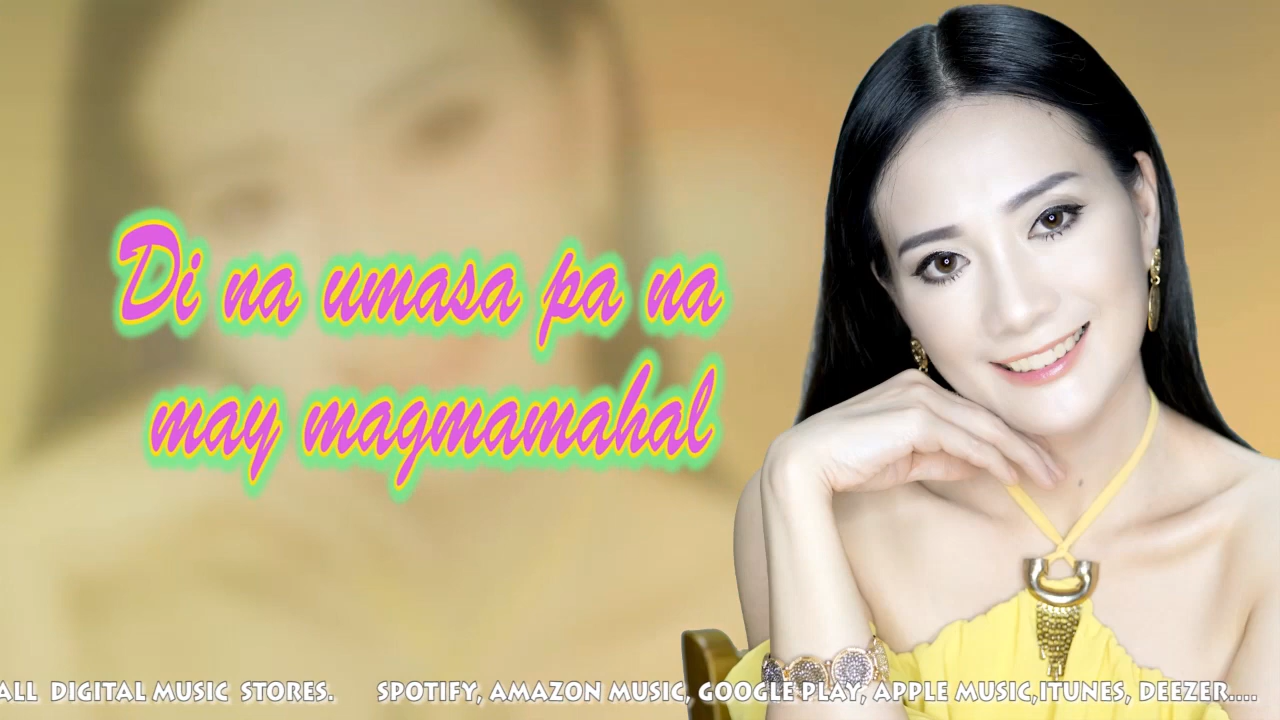 Di na umasa pa na
may magmamahal
ALL DIGITAL MUSIC STORES. SPOTIFY, AMAZON MUSIC, GOOGLE PLAY, APPLE MUSIC,ITUNES, DEEZER....